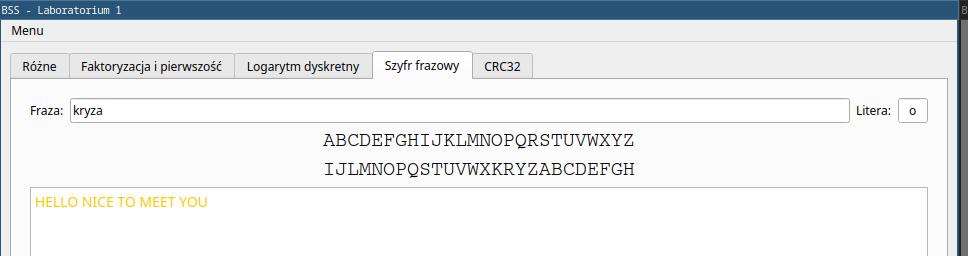 BSS - Laboratorium 1
Menu
Różne Faktoryzacja i pierwszość Logarytm dyskretny Szyfr frazowy CRC32
Fraza: kryza Litera: o
ABCDEFGHIJKLMNOPQRSTUVWXYZ
IJLMNOPQSTUVWXKRYZABCDEFGH
HELLO NICE TO MEET YOU